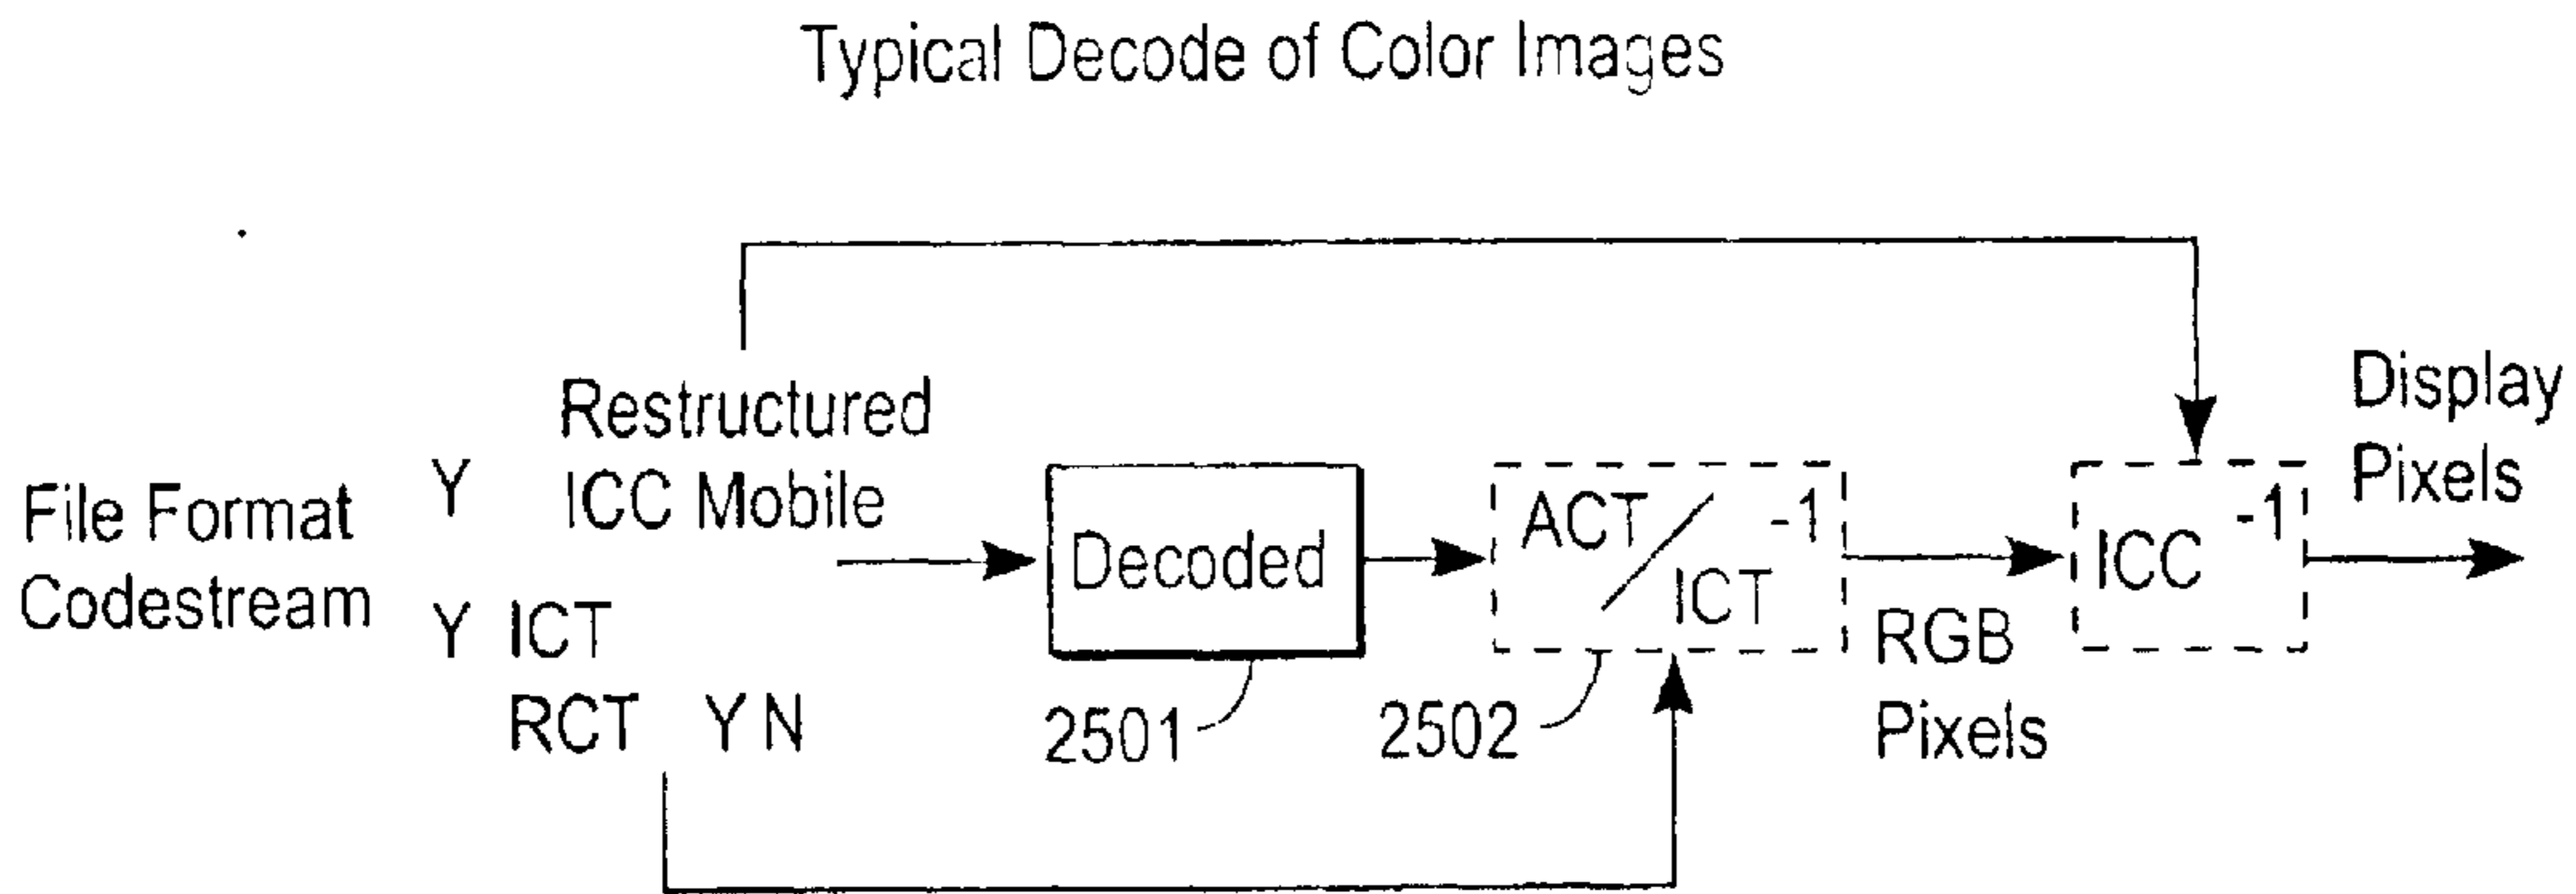 Typical Decode of Color Images
File Format
Codestream
Y
Restructured
ICC Mobile
Y ICT
RCT Y N
Decoded
2501
ACT / ICT -1
2502
RGB
Pixels
ICC -1
Display
Pixels